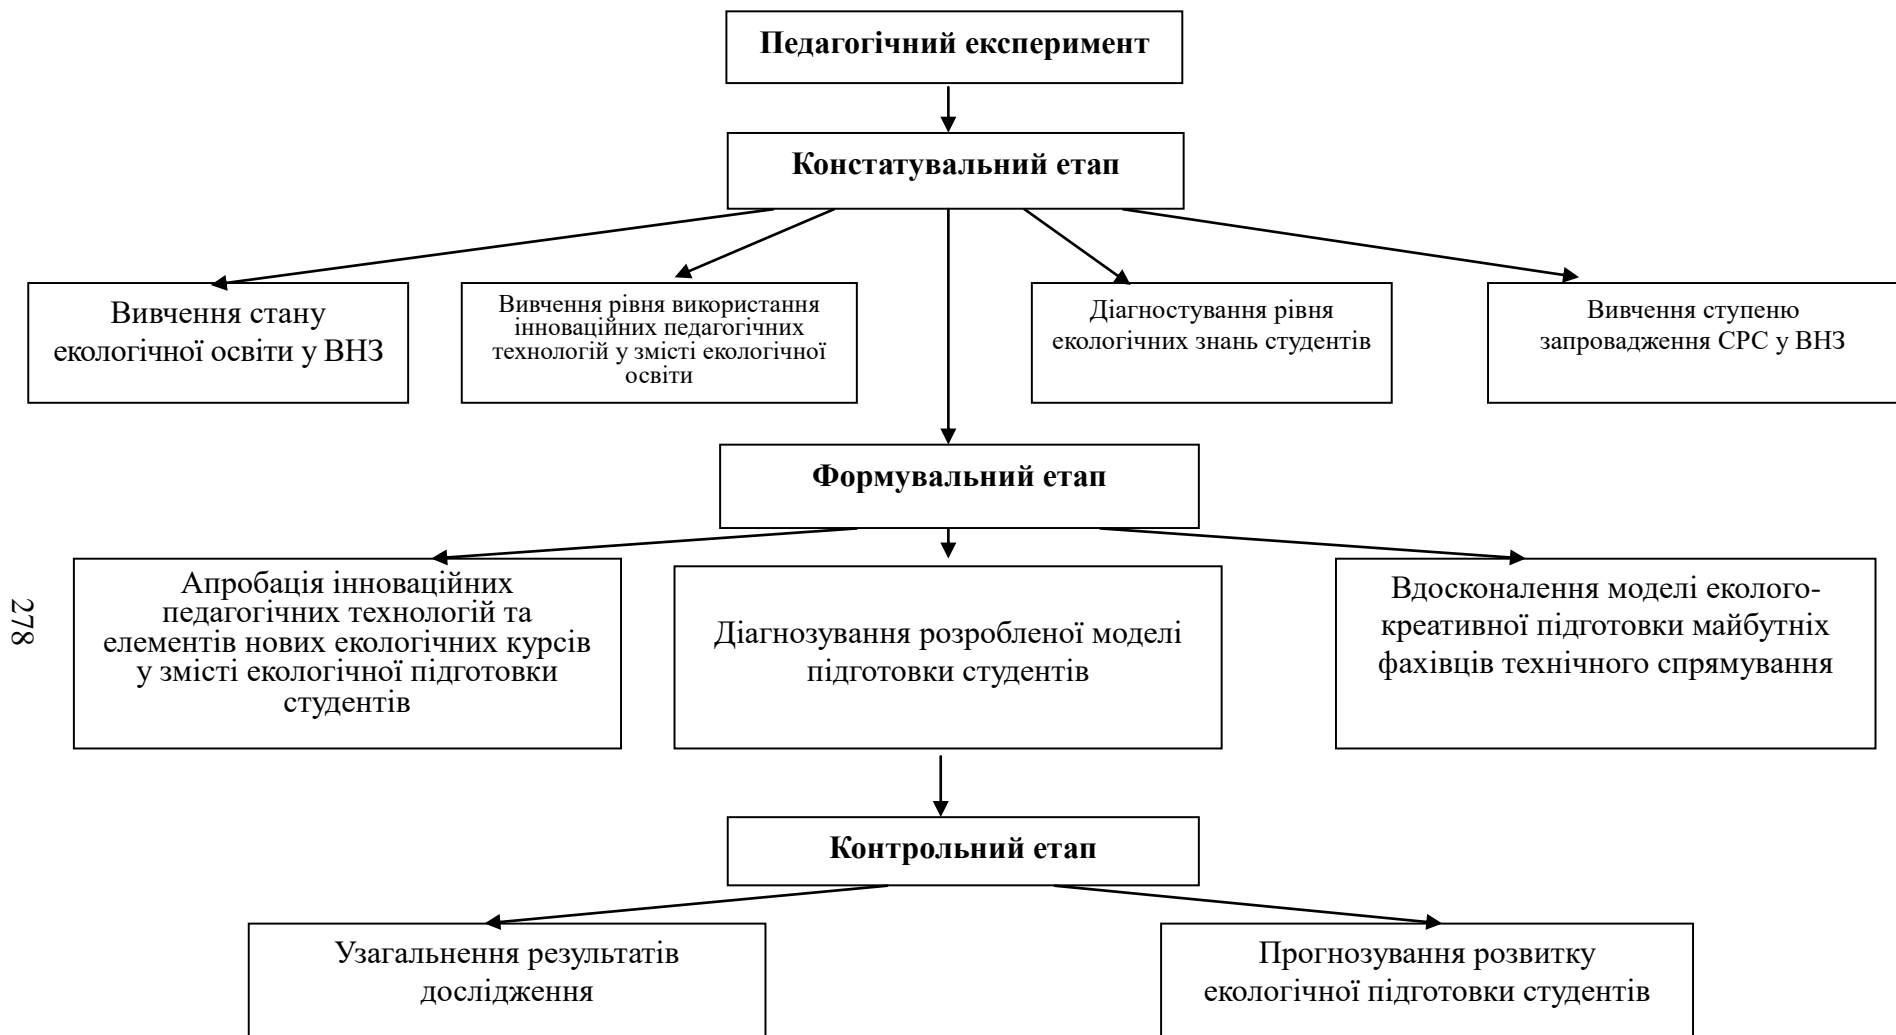 Педагогічний експеримент
Констатувальний етап
Вивчення стану
екологічної освіти у ВНЗ
Вивчення рівня використання
інноваційних педагогічних
технологій у змісті екологічної
освіти
Діагностування рівня
екологічних знань студентів
Вивчення ступеню
запровадження СРС у ВНЗ
Формувальний етап
Апробація інноваційних
педагогічних технологій та
елементів нових екологічних курсів
у змісті екологічної підготовки
студентів
Діагнозування розробленої моделі
підготовки студентів
Вдосконалення моделі еколого-
креативної підготовки майбутніх
фахівців технічного спрямування
278
Контрольний етап
Узагальнення результатів
дослідження
Прогнозування розвитку
екологічної підготовки студентів